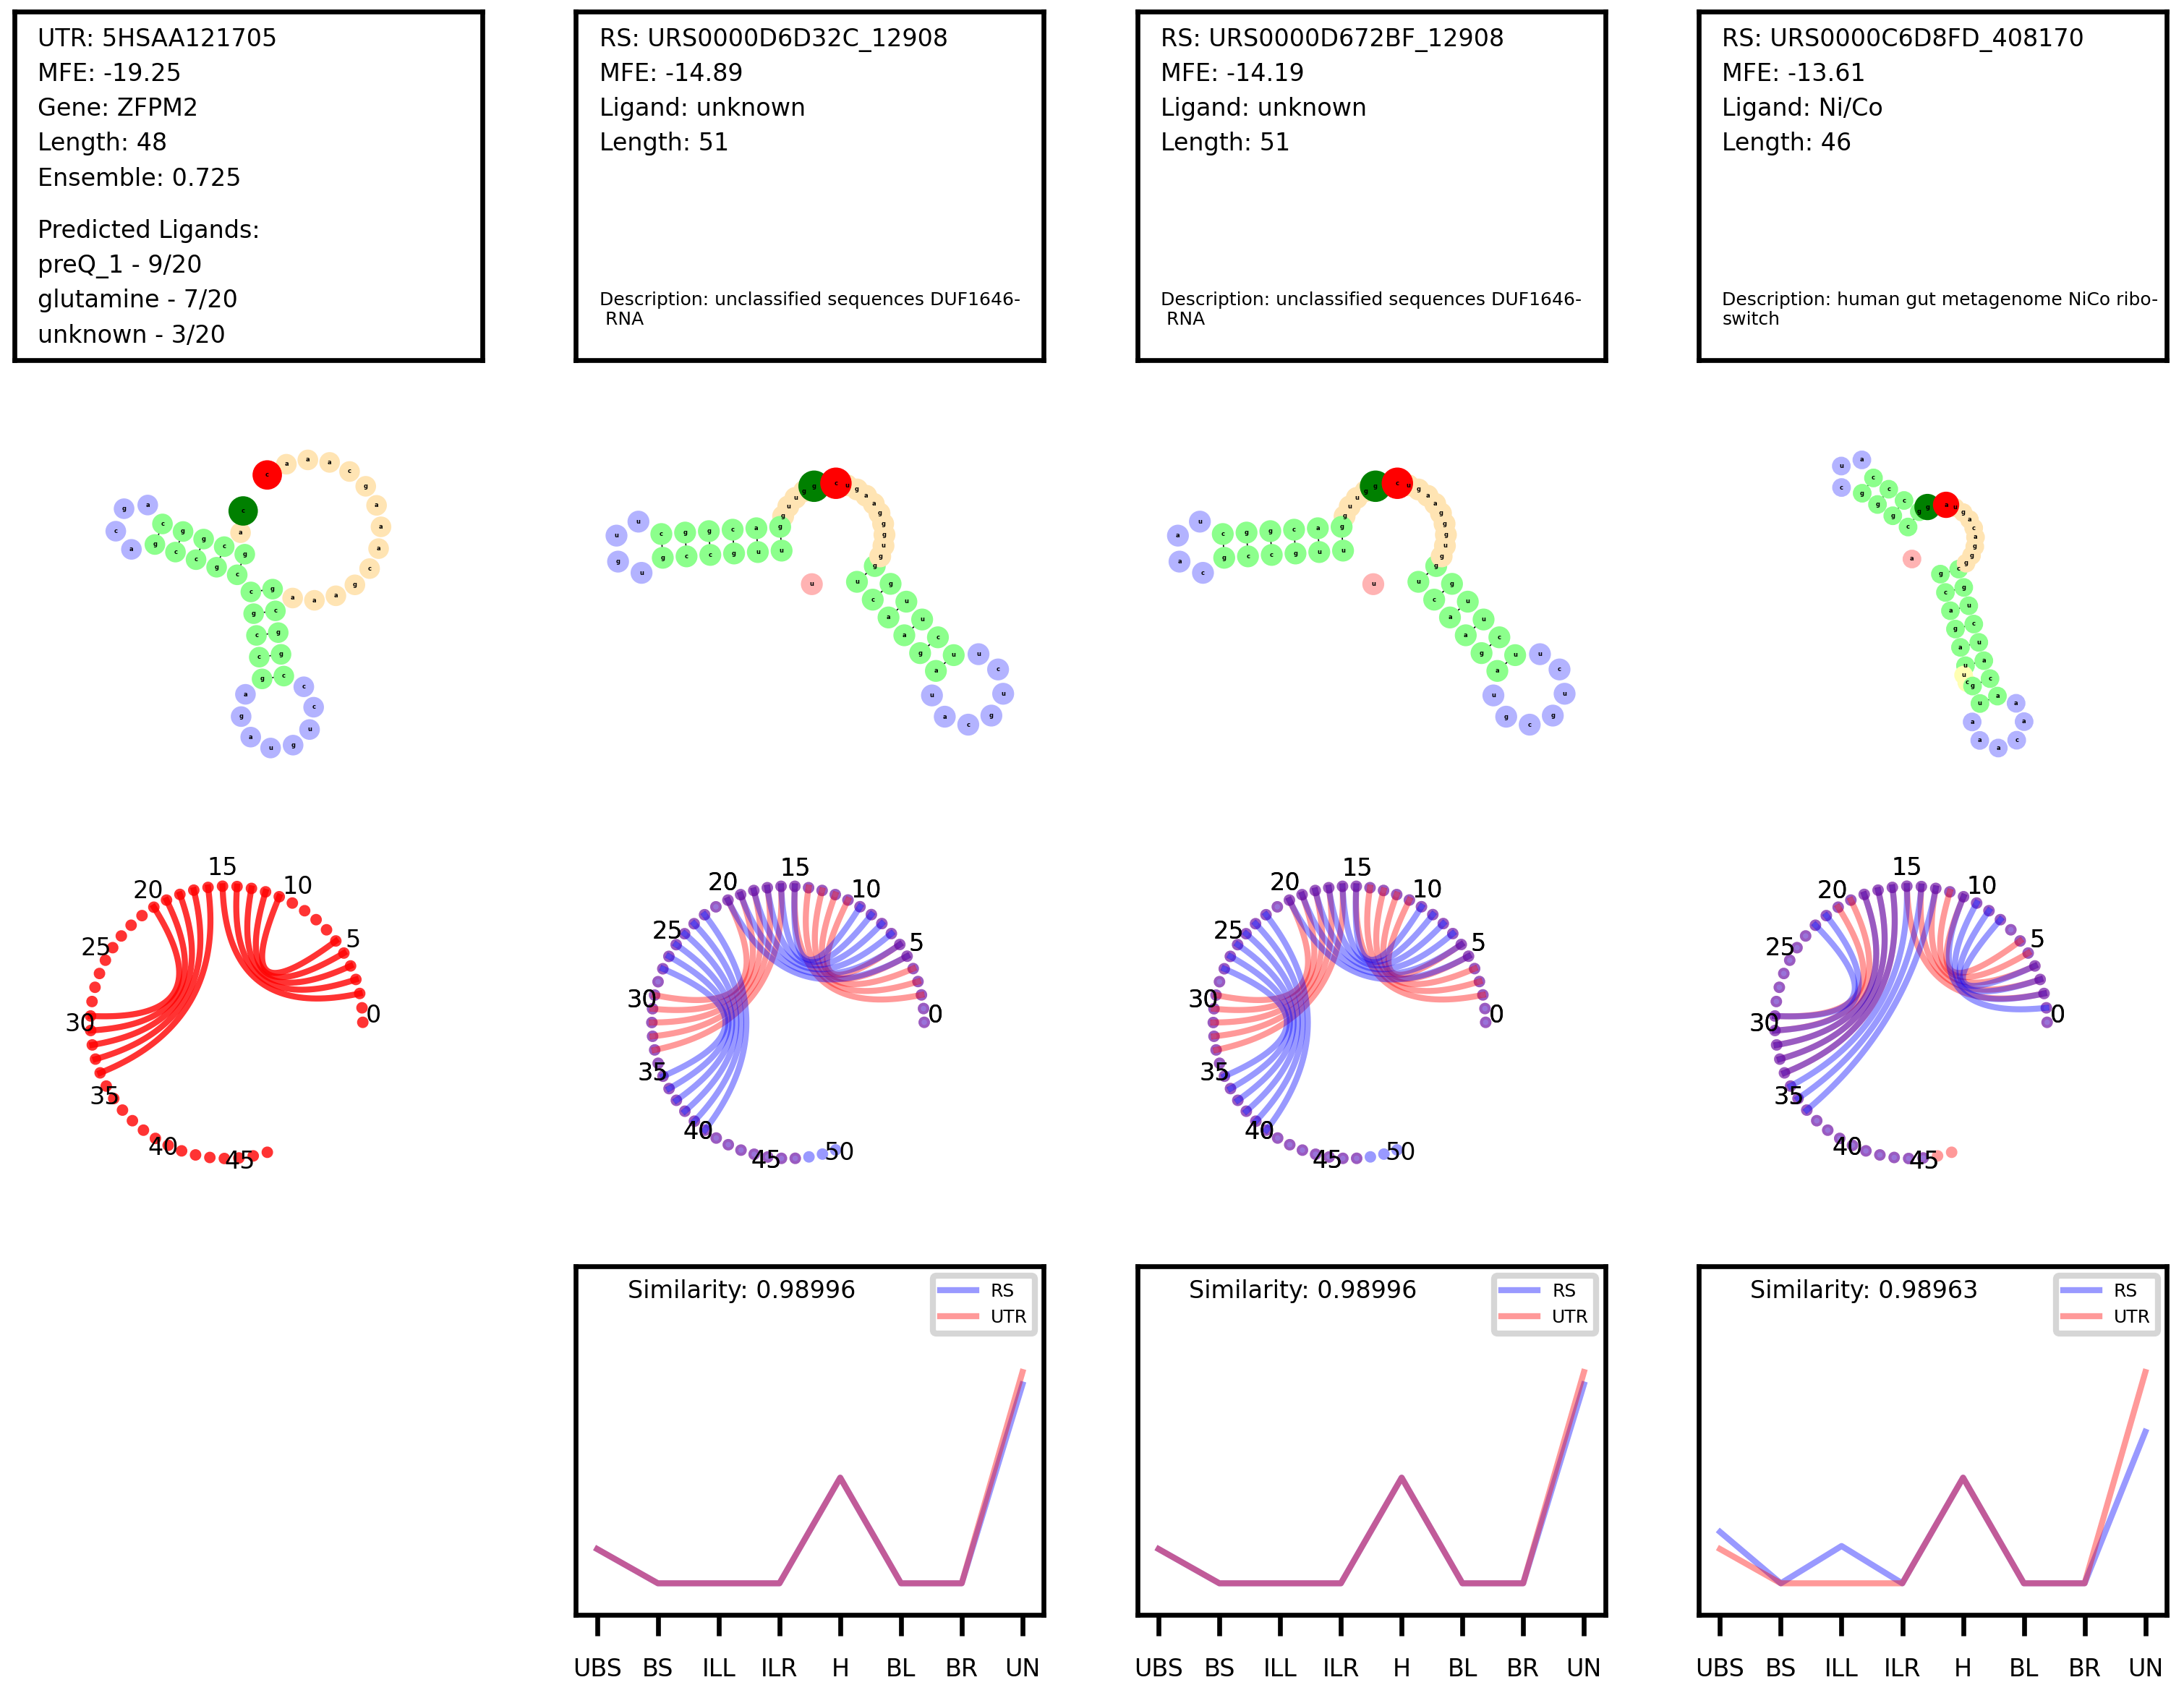 UTR: 5HSAA121705
MFE: -19.25
Gene: ZFPM2
Length: 48
Ensemble: 0.725
Predicted Ligands:
preQ_1 - 9/20
glutamine - 7/20
unknown - 3/20
RS: URS0000D6D32C_12908
MFE: -14.89
Ligand: unknown
Length: 51
Description: unclassified sequences DUF1646-
RNA
RS: URS0000D672BF_12908
MFE: -14.19
Ligand: unknown
Length: 51
Description: unclassified sequences DUF1646-
RNA
RS: URS0000C6D8FD_408170
MFE: -13.61
Ligand: Ni/Co
Length: 46
Description: human gut metagenome NiCo ribo-
switch
0
5
10
15
20
25
30
35
40
45
0
5
10
15
20
25
30
35
40
45
50
0
5
10
15
20
25
30
35
40
45
50
0
5
10
15
20
25
30
35
40
45
Similarity: 0.98996
RS
UTR
UBS BS ILL ILR H BL BR UN
Similarity: 0.98996
RS
UTR
UBS BS ILL ILR H BL BR UN
Similarity: 0.98963
RS
UTR
UBS BS ILL ILR H BL BR UN